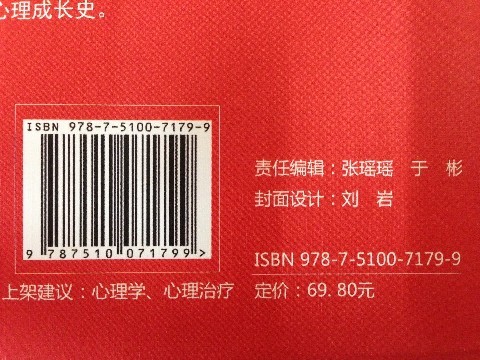 心理成长史。
ISBN 978-7-5100-7179-9
9 787510 071799>
责任编辑：张瑶瑶 于 彬
封面设计：刘 岩
ISBN 978-7-5100-7179-9
上架建议：心理学、心理治疗
定价：69.80元